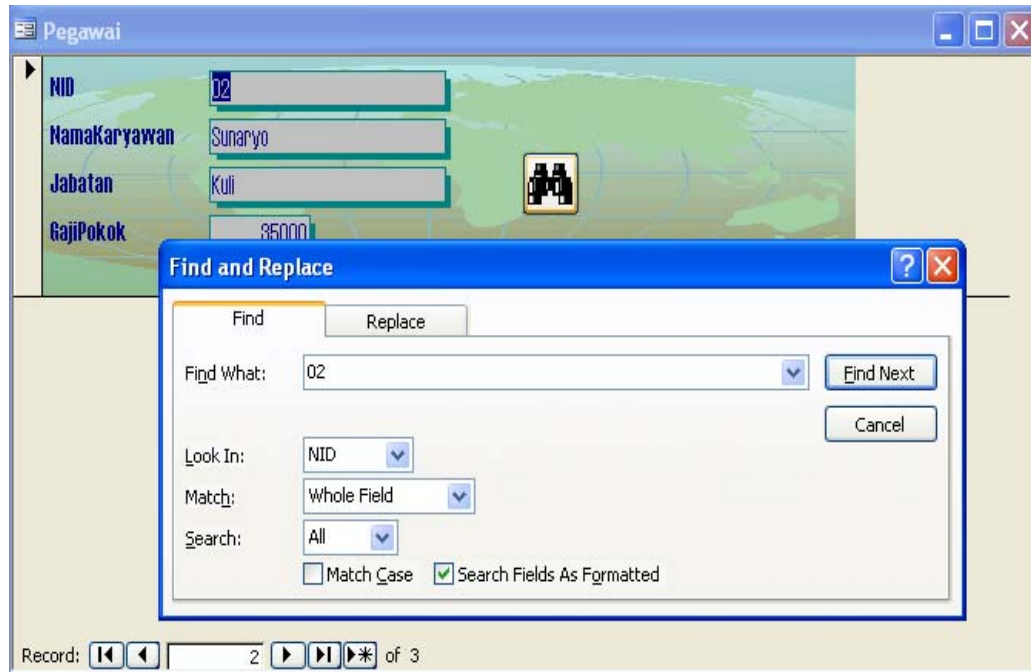 Pegawai
NID 02
NamaKaryawan Sunaryo
Jabatan Kuli
GajiPokok 35000
Find and Replace
Find Replace
Find What: 02 Find Next
Cancel
Look In: NID
Match: Whole Field
Search: All
Match Case Search Fields As Formatted
Record: 2 of 3